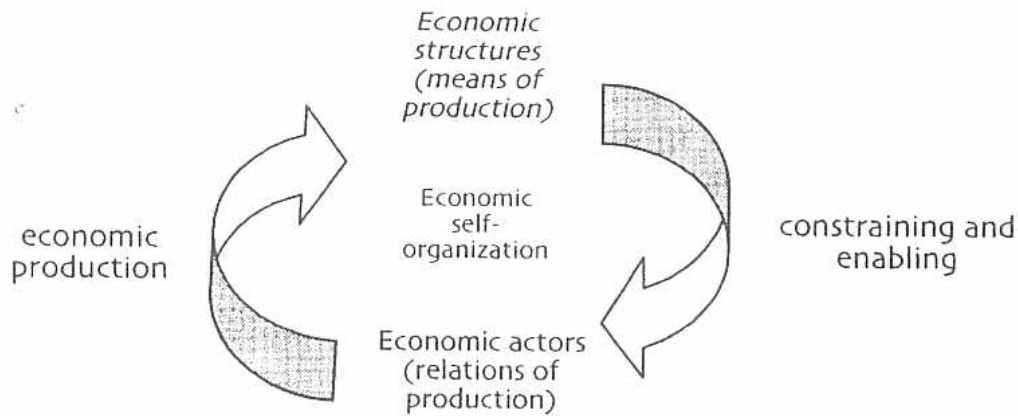 Economic
structures
(means of
production)
Economic
self-
organization
economic
production
constraining and
enabling
Economic actors
(relations of
production)